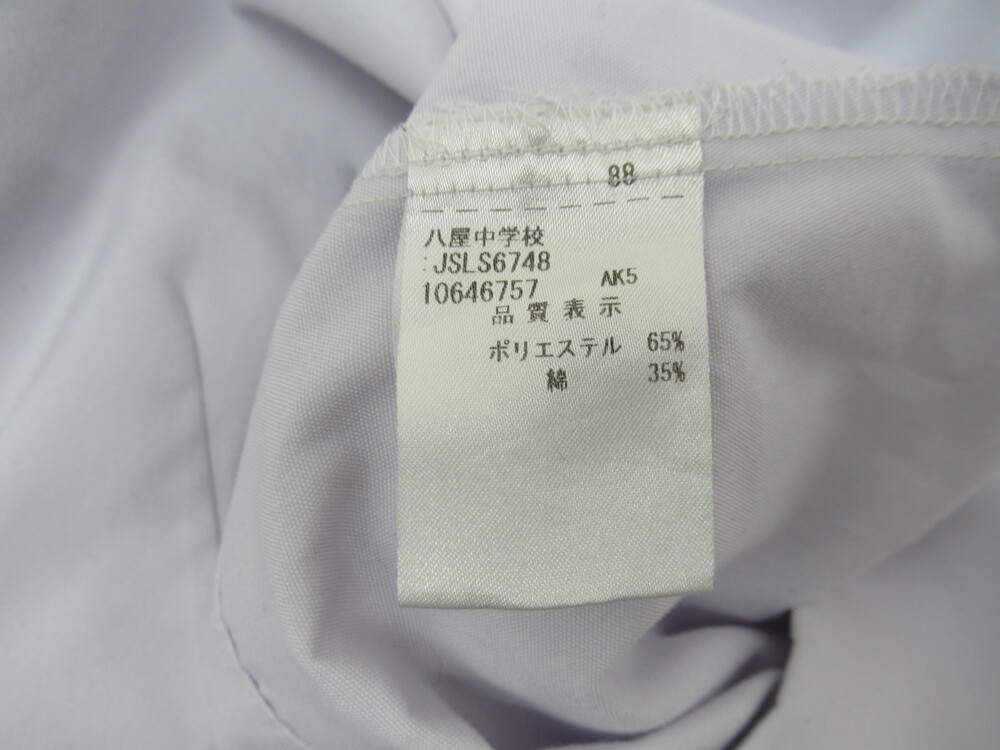 88
八屋中学校
:JSLS6748
10646757 AK5
品質表示
ポリエステル 65%
綿 35%